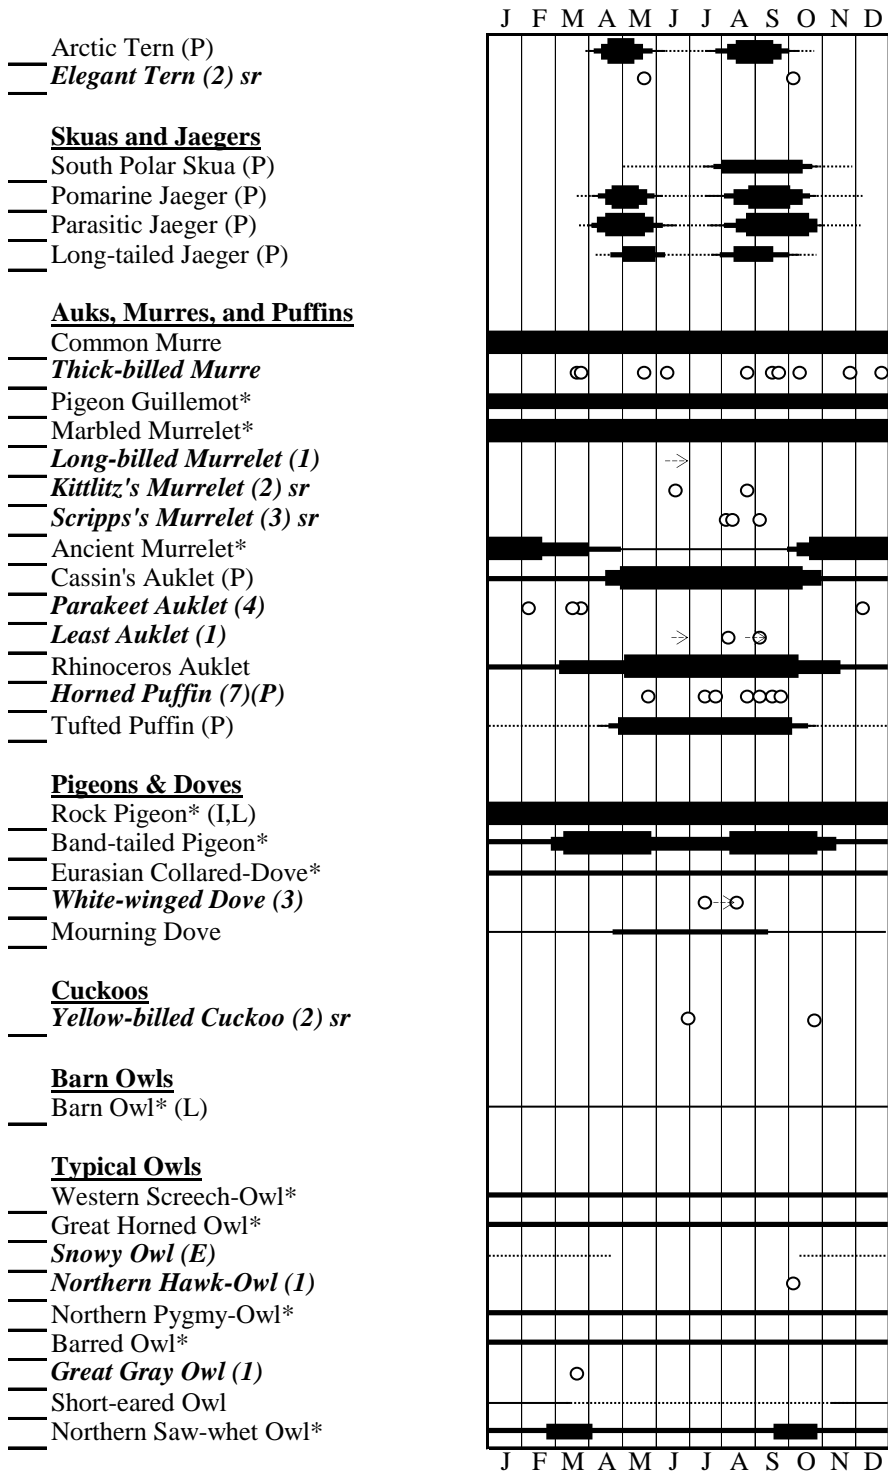 J F M A M J J A S O N D
Arctic Tern (P)
Elegant Tern (2) sr
Skuas and Jaegers
South Polar Skua (P)
Pomarine Jaeger (P)
Parasitic Jaeger (P)
Long-tailed Jaeger (P)
Auks, Murres, and Puffins
Common Murre
Thick-billed Murre
Pigeon Guillemot*
Marbled Murrelet*
Long-billed Murrelet (1)
Kittlitz's Murrelet (2) sr
Scripps's Murrelet (3) sr
Ancient Murrelet*
Cassin's Auklet (P)
Parakeet Auklet (4)
Least Auklet (1)
Rhinoceros Auklet
Horned Puffin (7)(P)
Tufted Puffin (P)
Pigeons & Doves
Rock Pigeon* (I,L)
Band-tailed Pigeon*
Eurasian Collared-Dove*
White-winged Dove (3)
Mourning Dove
Cuckoos
Yellow-billed Cuckoo (2) sr
Barn Owls
Barn Owl* (L)
Typical Owls
Western Screech-Owl*
Great Horned Owl*
Snowy Owl (E)
Northern Hawk-Owl (1)
Northern Pygmy-Owl*
Barred Owl*
Great Gray Owl (1)
Short-eared Owl
Northern Saw-whet Owl*
J F M A M J J A S O N D